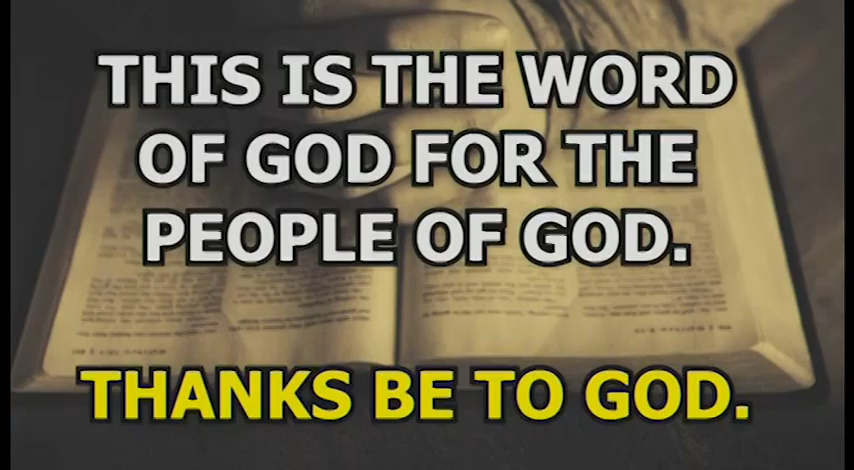 THIS IS THE WORD
OF GOD FOR THE
PEOPLE OF GOD.
THANKS BE TO GOD.